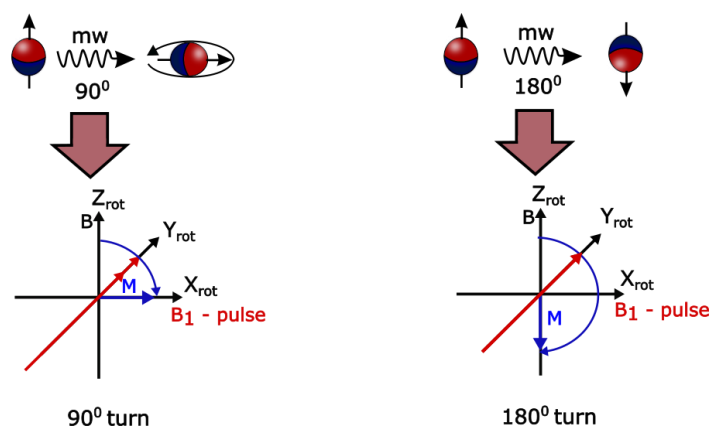 mw
90⁰
Z_rot
B
Y_rot
M
X_rot
B₁ - pulse
90⁰ turn
mw
180⁰
Z_rot
B
Y_rot
X_rot
M
B₁ - pulse
180⁰ turn